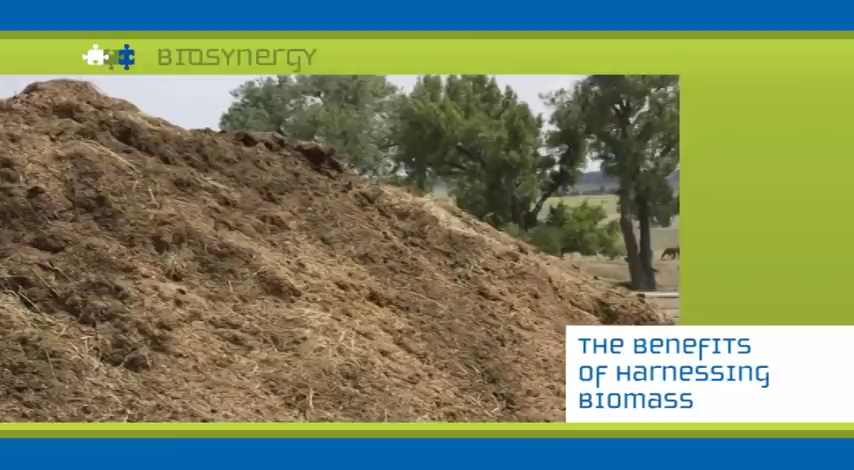 BIOSYNERGY
THE BENEFITS
OF HARNESSING
BIOMASS